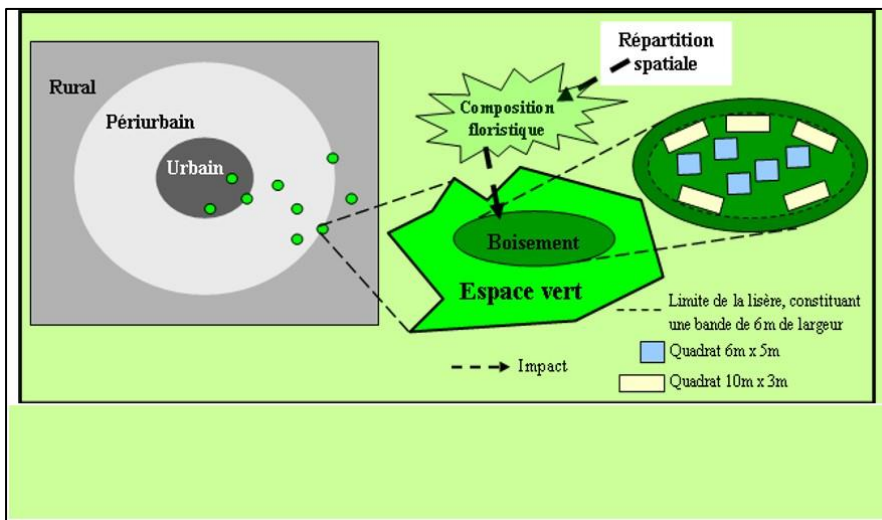 Rural
Périurbain
Urbain
Répartition
spatiale
Composition
floristique
Boisement
Espace vert
Limite de la lisère, constituant
une bande de 6m de largeur
Quadrat 6m x 5m
Impact
Quadrat 10m x 3m